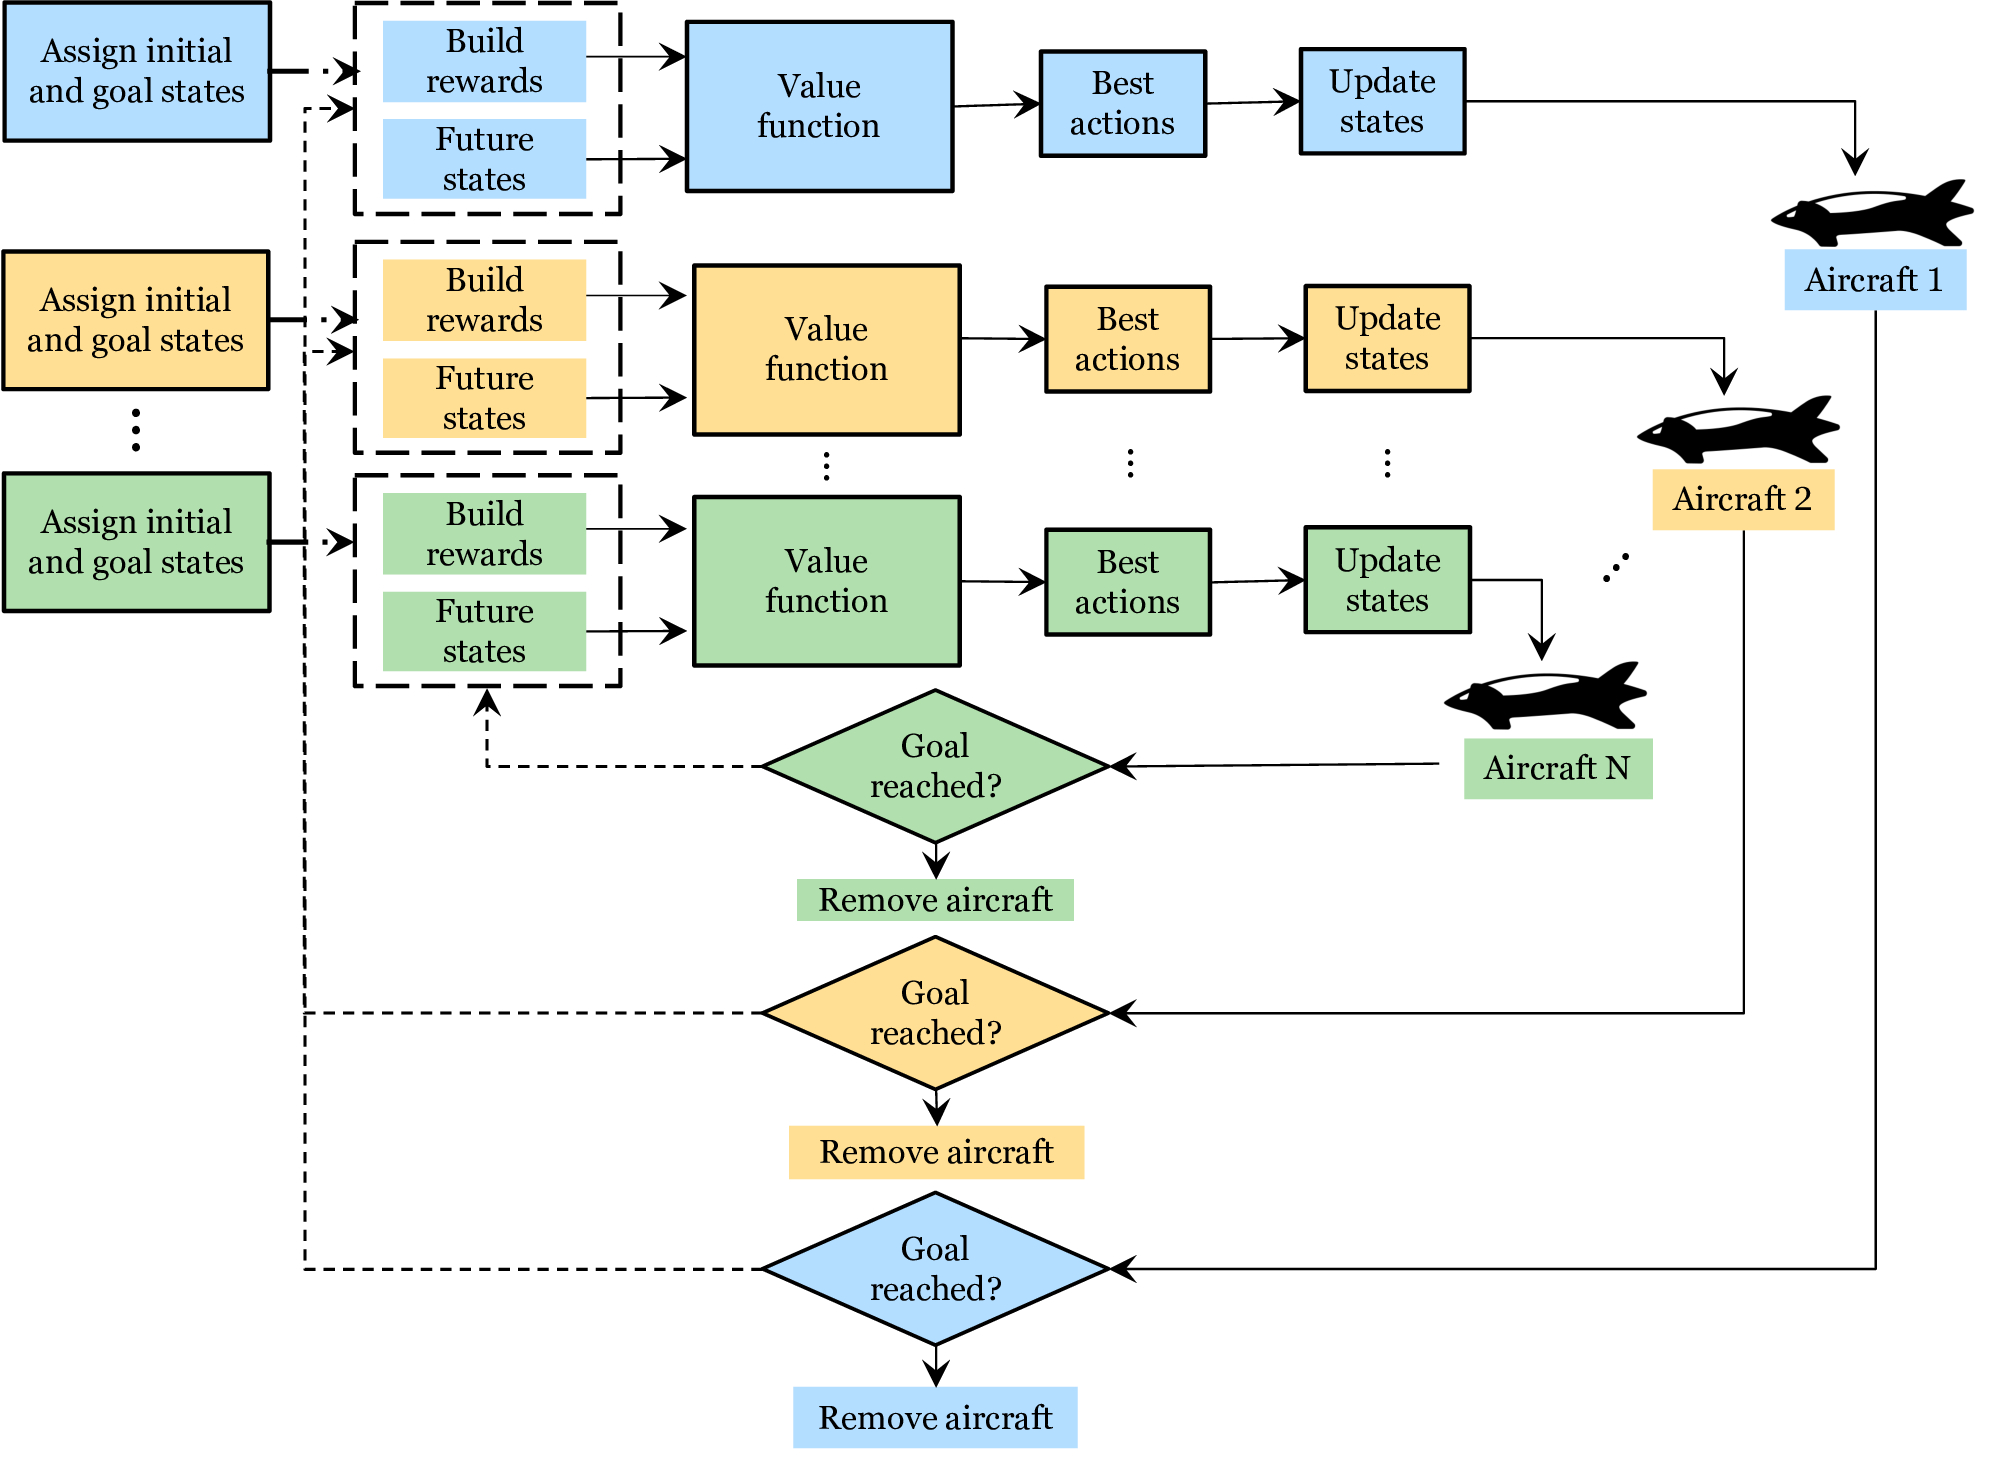 Assign initial
and goal states
Build
rewards
Future
states
Value
function
Best
actions
Update
states
Aircraft 1
Assign initial
and goal states
Build
rewards
Future
states
Value
function
Best
actions
Update
states
Aircraft 2
Assign initial
and goal states
Build
rewards
Future
states
Value
function
Best
actions
Update
states
Aircraft N
Goal
reached?
Remove aircraft
Goal
reached?
Remove aircraft
Goal
reached?
Remove aircraft